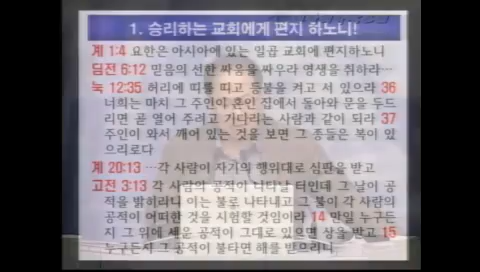 1. 승리하는 교회에게 편지 하노니!
계 1:4 요한은 아시아에 있는 일곱 교회에 편지하노니
딤전 6:12 믿음의 선한 싸움을 싸우라 영생을 취하라…
눅 12:35 허리에 띠를 띠고 등불을 켜고 서 있으라 36
너희는 마치 그 주인이 혼인 집에서 돌아와 문을 두드
리면 곧 열어 주려고 기다리는 사람과 같이 되라 37
주인이 와서 깨어 있는 것을 보면 그 종들은 복이 있
으리로다
계 20:13 …각 사람이 자기의 행위대로 심판을 받고
고전 3:13 각 사람의 공적이 나타날 터인데 그 날이 공
적을 밝히리니 이는 불로 나타내고 그 불이 각 사람의
공적이 어떠한 것을 시험할 것임이라 14 만일 누구든
지 그 위에 세운 공적이 그대로 있으면 상을 받고 15
누구든지 그 공적이 불타면 해를 받으리니